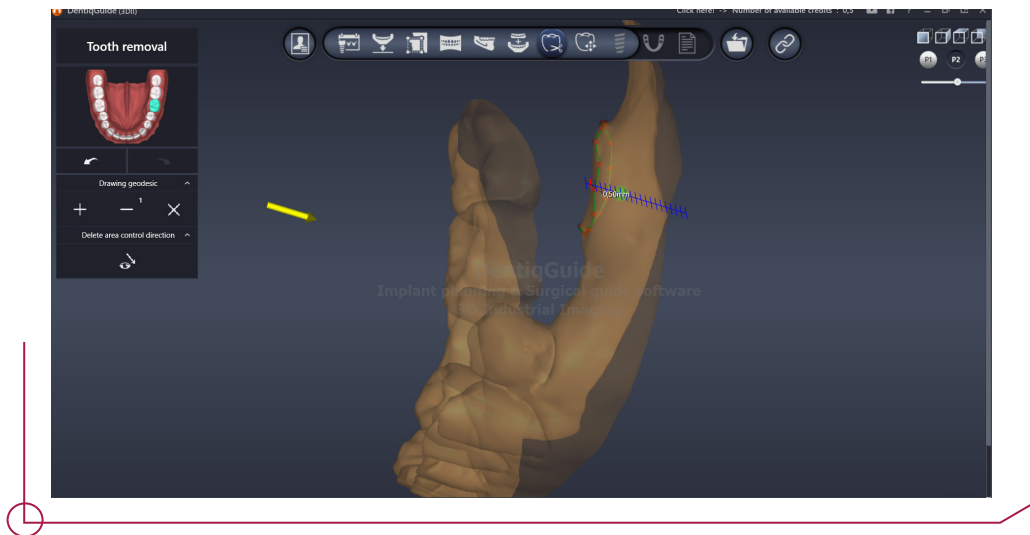 DentiqGuide (3DII)
Click here! -> Number of available credits : 0,5
Tooth removal
P1
P2
P3
Drawing geodesic
1
Delete area control direction
0,50mm
DentiqGuide
Implant planning & Surgical guide software
3D Industrial Imaging